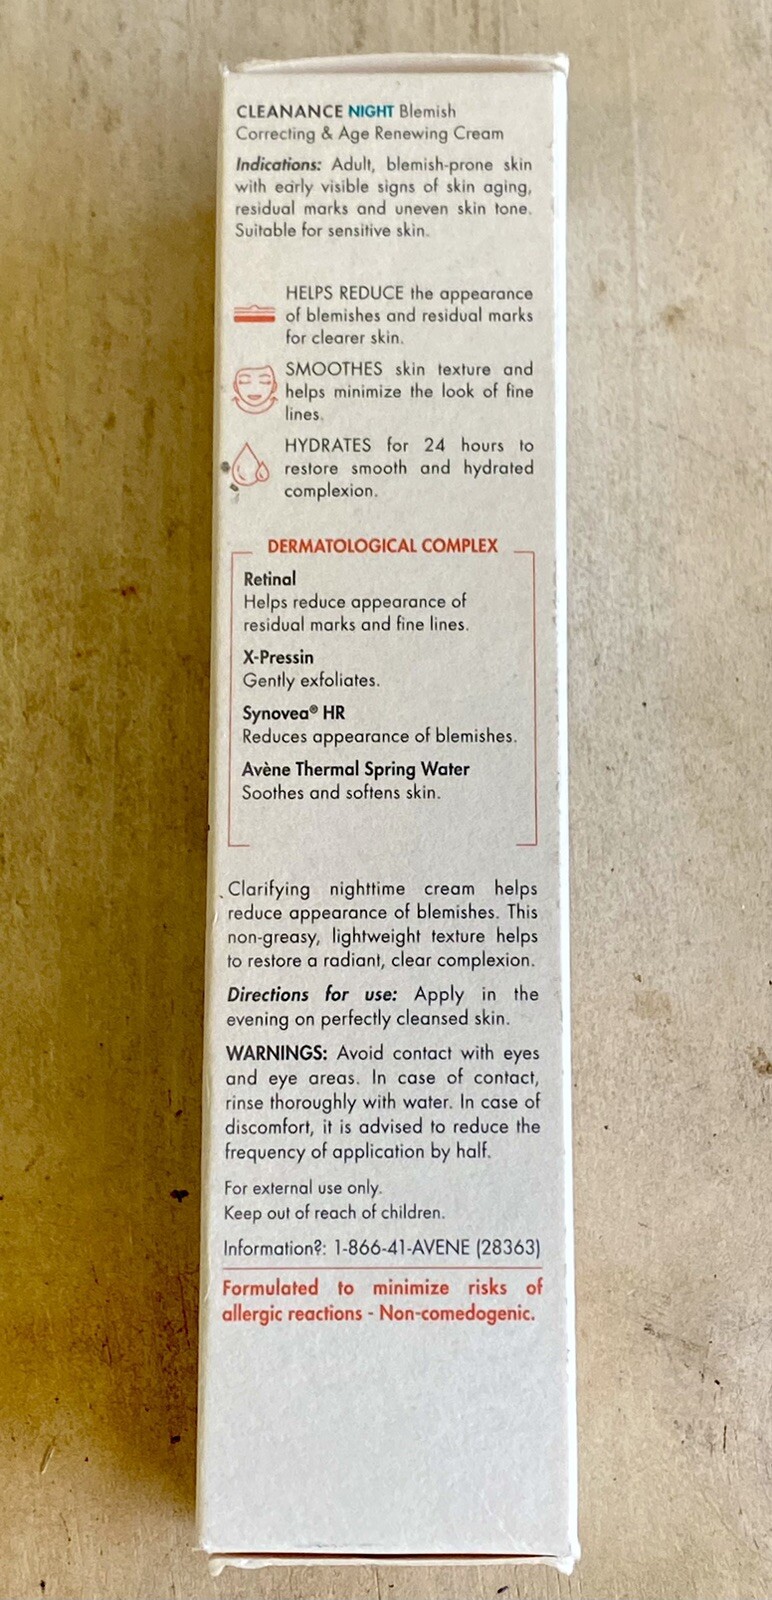 CLEANANCE NIGHT Blemish
Correcting & Age Renewing Cream
Indications: Adult, blemish-prone skin
with early visible signs of skin aging,
residual marks and uneven skin tone.
Suitable for sensitive skin.
HELPS REDUCE the appearance
of blemishes and residual marks
for clearer skin.
SMOOTHES skin texture and
helps minimize the look of fine
lines.
HYDRATES for 24 hours to
restore smooth and hydrated
complexion.
DERMATOLOGICAL COMPLEX
Retinal
Helps reduce appearance of
residual marks and fine lines.
X-Pressin
Gently exfoliates.
Synovea® HR
Reduces appearance of blemishes.
Avène Thermal Spring Water
Soothes and softens skin.
Clarifying nighttime cream helps
reduce appearance of blemishes. This
non-greasy, lightweight texture helps
to restore a radiant, clear complexion.
Directions for use: Apply in the
evening on perfectly cleansed skin.
WARNINGS: Avoid contact with eyes
and eye areas. In case of contact,
rinse thoroughly with water. In case of
discomfort, it is advised to reduce the
frequency of application by half.
For external use only.
Keep out of reach of children.
Information?: 1-866-41-AVENE (28363)
Formulated to minimize risks of
allergic reactions - Non-comedogenic.